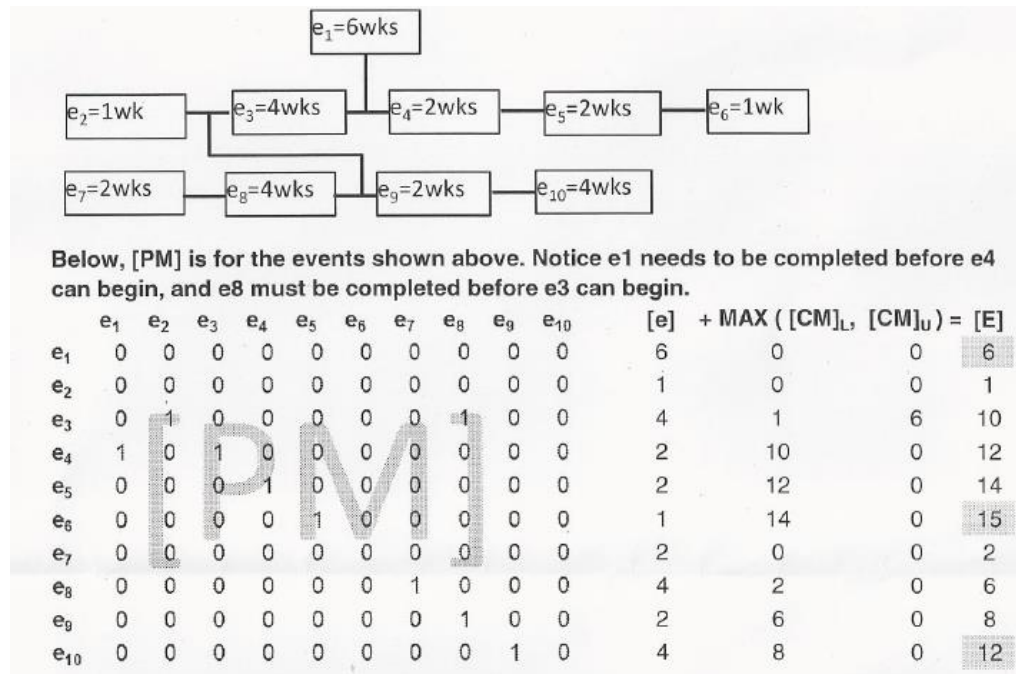 e₁=6wks
e₂=1wk e₃=4wks e₄=2wks e₅=2wks e₆=1wk
e₇=2wks e₈=4wks e₉=2wks e₁₀=4wks
Below, [PM] is for the events shown above. Notice e1 needs to be completed before e4
can begin, and e8 must be completed before e3 can begin.
e₁ e₂ e₃ e₄ e₅ e₆ e₇ e₈ e₉ e₁₀ [e] + MAX ( [CM]L, [CM]U ) = [E]
e₁ 0 0 0 0 0 0 0 0 0 0 6 0 0 6
e₂ 0 0 0 0 0 0 0 0 0 0 1 0 0 1
e₃ 0 1 0 0 0 0 0 1 0 0 4 1 6 10
e₄ 1 0 1 0 0 0 0 0 0 0 2 10 0 12
e₅ 0 0 0 1 0 0 0 0 0 0 2 12 0 14
e₆ 0 0 0 0 1 0 0 0 0 0 1 14 0 15
e₇ 0 0 0 0 0 0 0 0 0 0 2 0 0 2
e₈ 0 0 0 0 0 0 1 0 0 0 4 2 0 6
e₉ 0 0 0 0 0 0 0 1 0 0 2 6 0 8
e₁₀ 0 0 0 0 0 0 0 0 1 0 4 8 0 12
[PM]